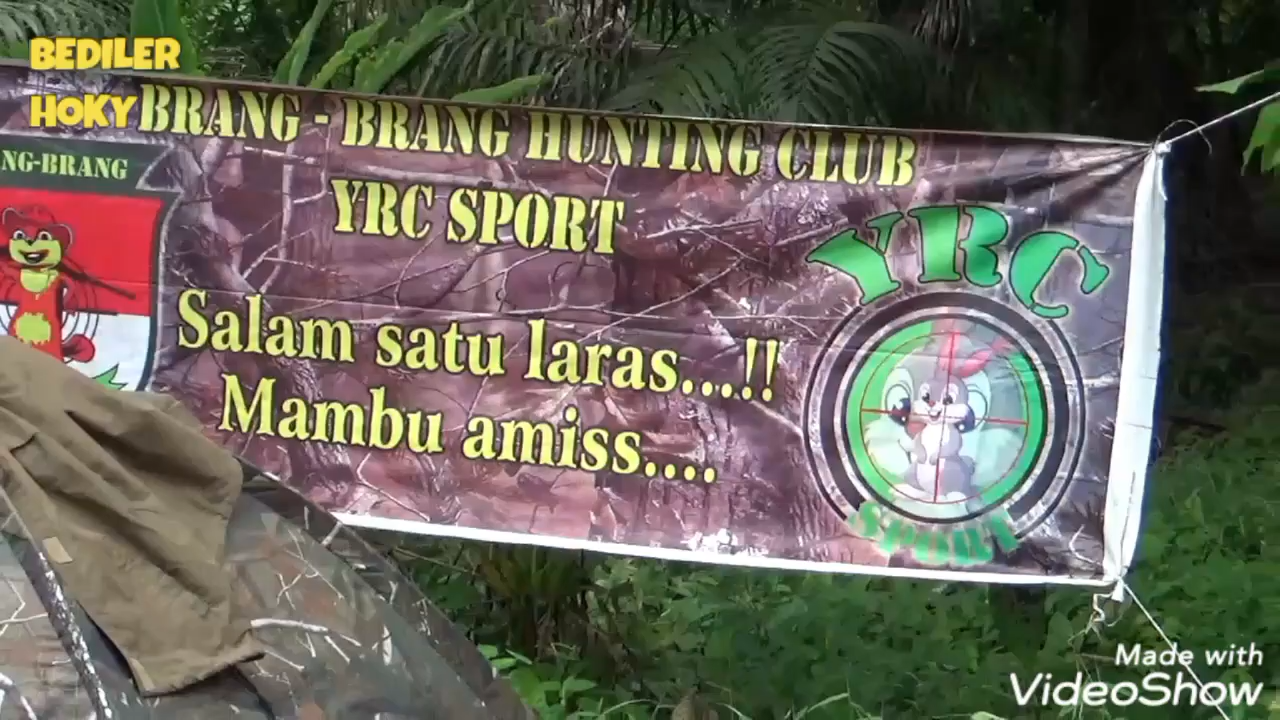 BEDILER
HOKY
BRANG - BRANG HUNTING CLUB
NG-BRANG
YRC SPORT
Salam satu laras...!!
Mambu amiss....
YRC
SPORT
Made with
VideoShow